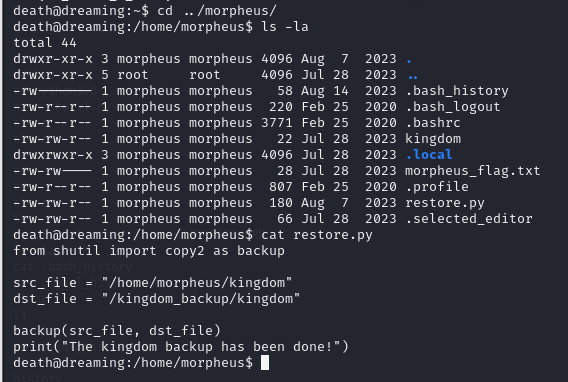 death@dreaming:~$ cd ../morpheus/
death@dreaming:/home/morpheus$ ls -la
total 44
drwxr-xr-x 3 morpheus morpheus 4096 Aug  7  2023 .
drwxr-xr-x 5 root     root     4096 Jul 28  2023 ..
-rw------- 1 morpheus morpheus   58 Aug 14  2023 .bash_history
-rw-r--r-- 1 morpheus morpheus  220 Feb 25  2020 .bash_logout
-rw-r--r-- 1 morpheus morpheus 3771 Feb 25  2020 .bashrc
-rw-rw-r-- 1 morpheus morpheus   22 Jul 28  2023 kingdom
drwxrwxr-x 3 morpheus morpheus 4096 Jul 28  2023 .local
-rw-rw---- 1 morpheus morpheus   28 Jul 28  2023 morpheus_flag.txt
-rw-r--r-- 1 morpheus morpheus  807 Feb 25  2020 .profile
-rw-rw-r-- 1 morpheus morpheus  180 Aug  7  2023 restore.py
-rw-rw-r-- 1 morpheus morpheus   66 Jul 28  2023 .selected_editor
death@dreaming:/home/morpheus$ cat restore.py
from shutil import copy2 as backup
cat .bash_history
src_file = "/home/morpheus/kingdom"
dst_file = "/kingdom_backup/kingdom"
ls
backup(src_file, dst_file)
print("The kingdom backup has been done!")
death@dreaming:/home/morpheus$
history